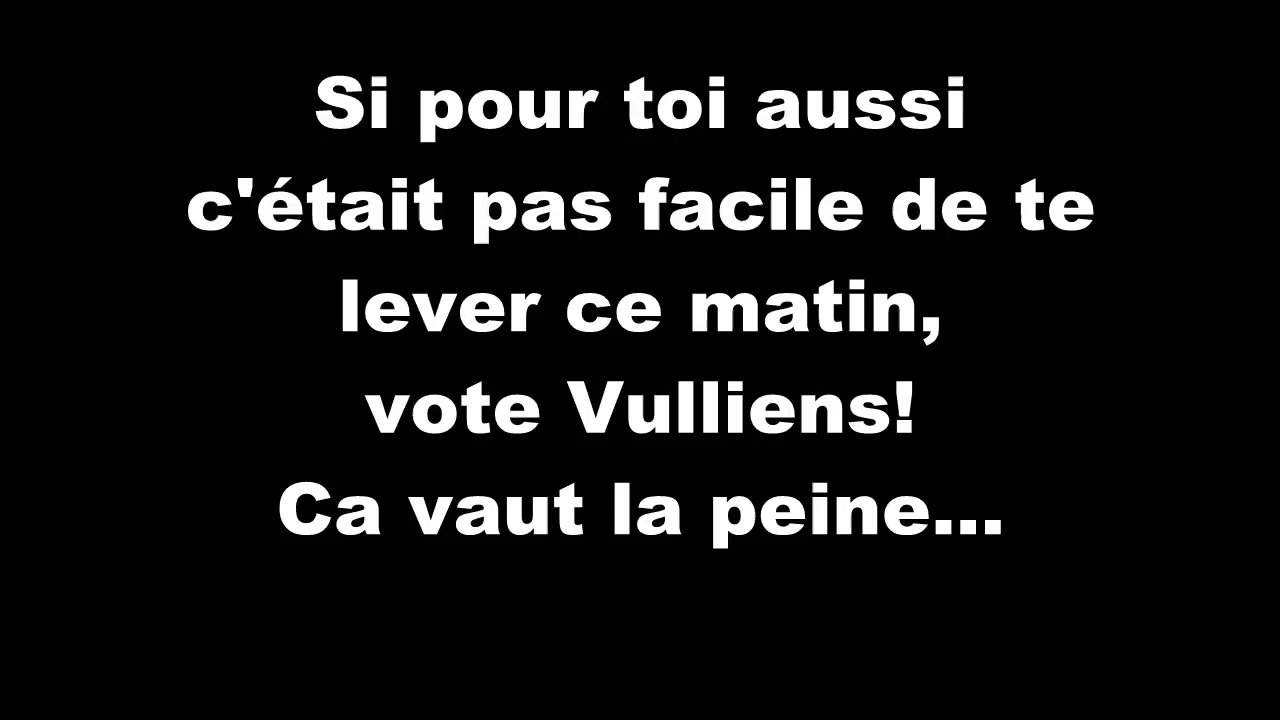 Si pour toi aussi
c'était pas facile de te
lever ce matin,
vote Vulliens!
Ca vaut la peine...